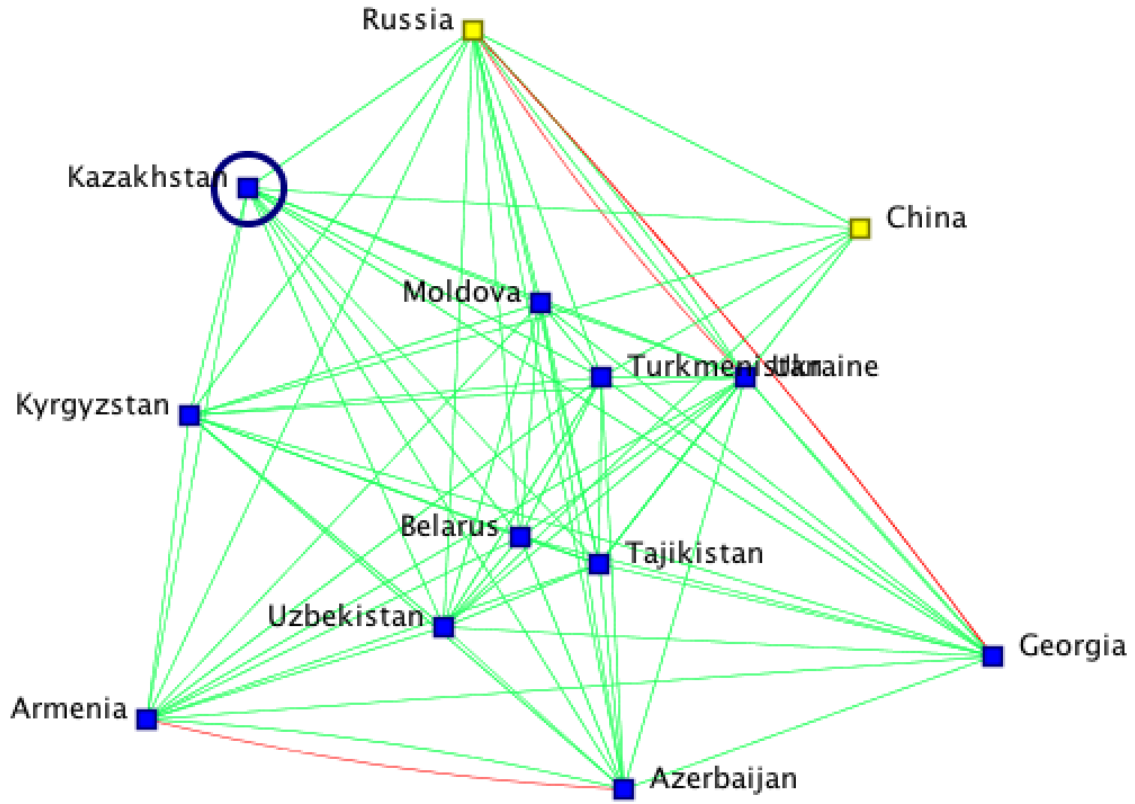 Russia
Kazakhstan
China
Moldova
Turkmenistan
Ukraine
Kyrgyzstan
Belarus
Tajikistan
Uzbekistan
Georgia
Armenia
Azerbaijan